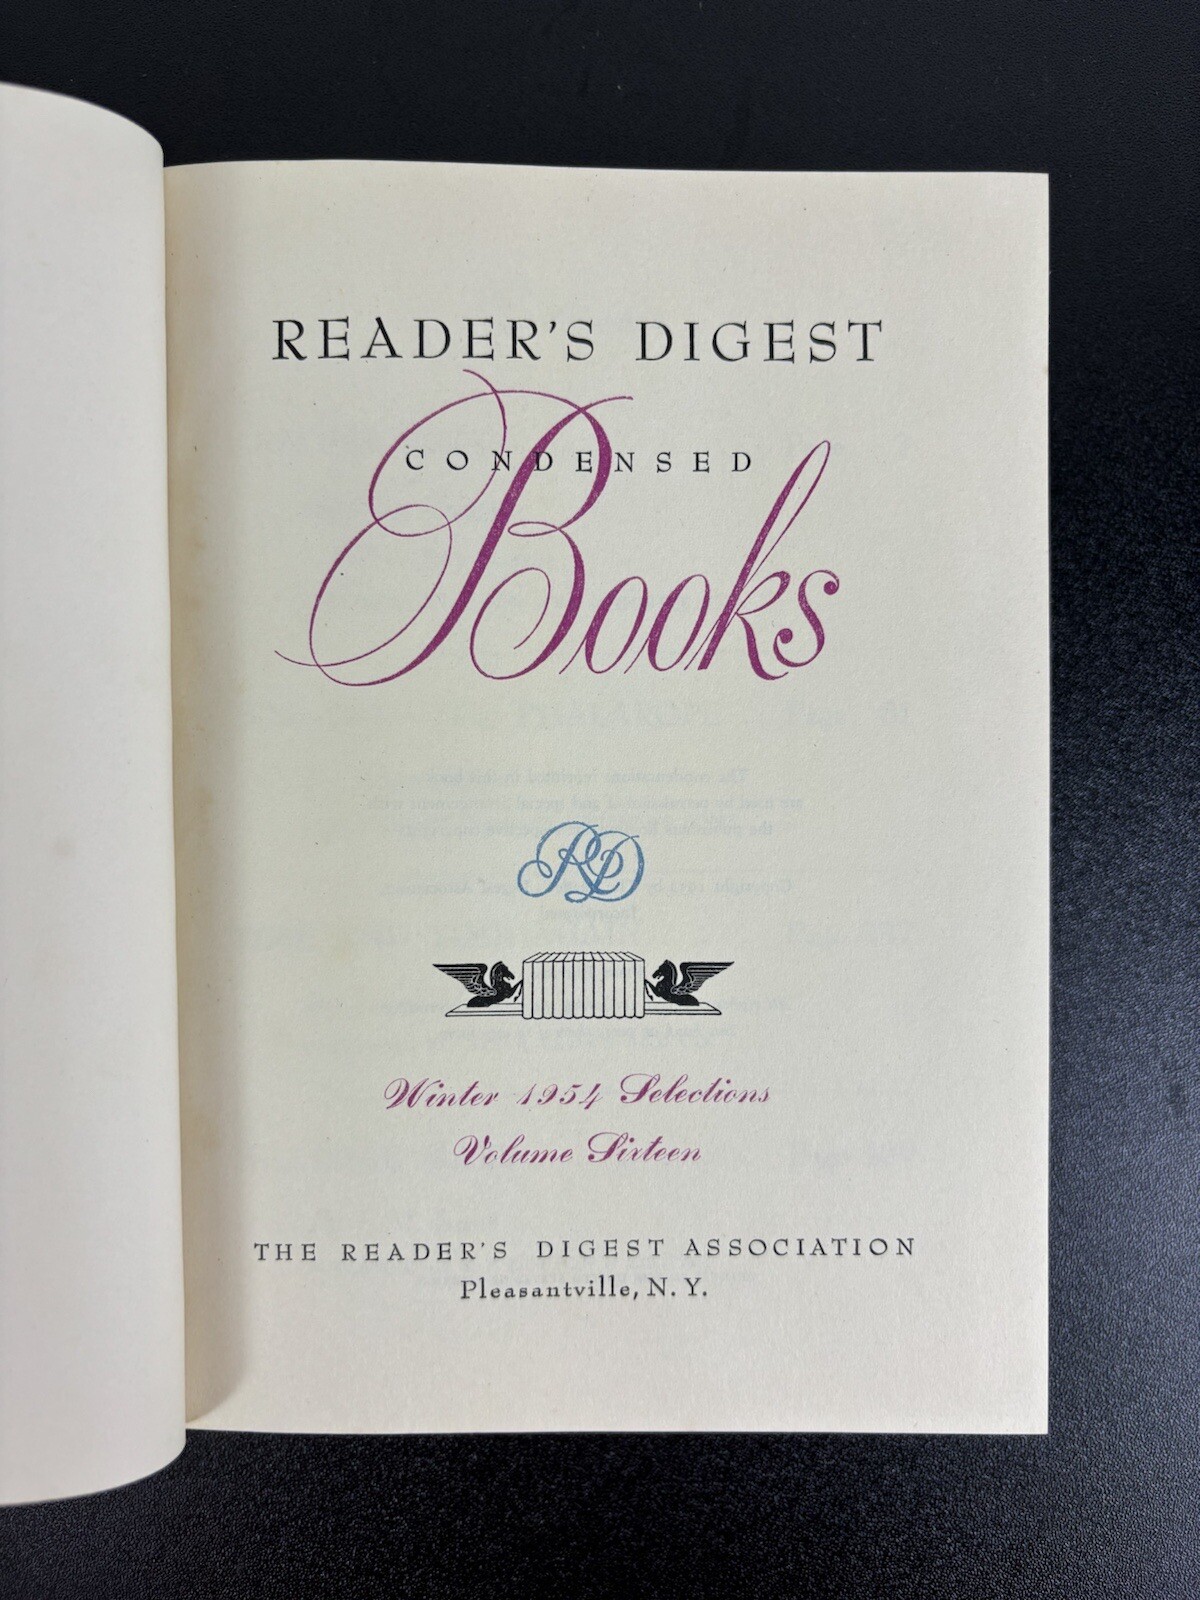 READER'S DIGEST
CONDENSED
Books
RD
Winter 1954 Selections
Volume Sixteen
THE READER'S DIGEST ASSOCIATION
Pleasantville, N. Y.